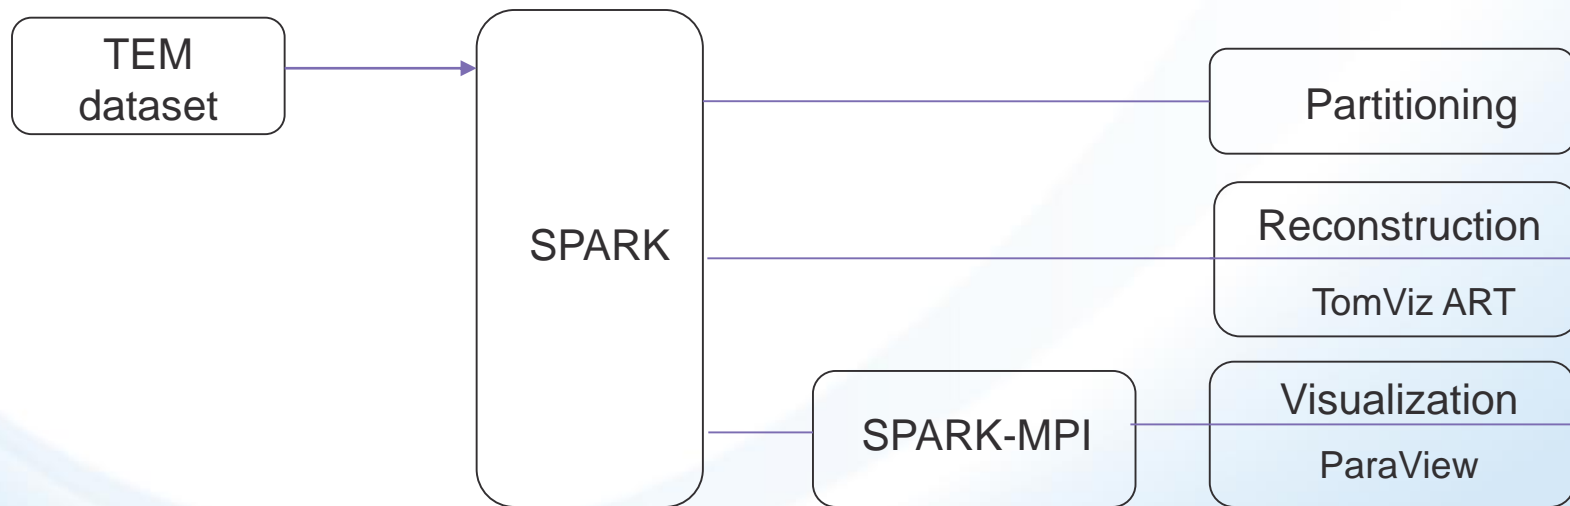 TEM
dataset
SPARK
Partitioning
Reconstruction
TomViz ART
SPARK-MPI
Visualization
ParaView